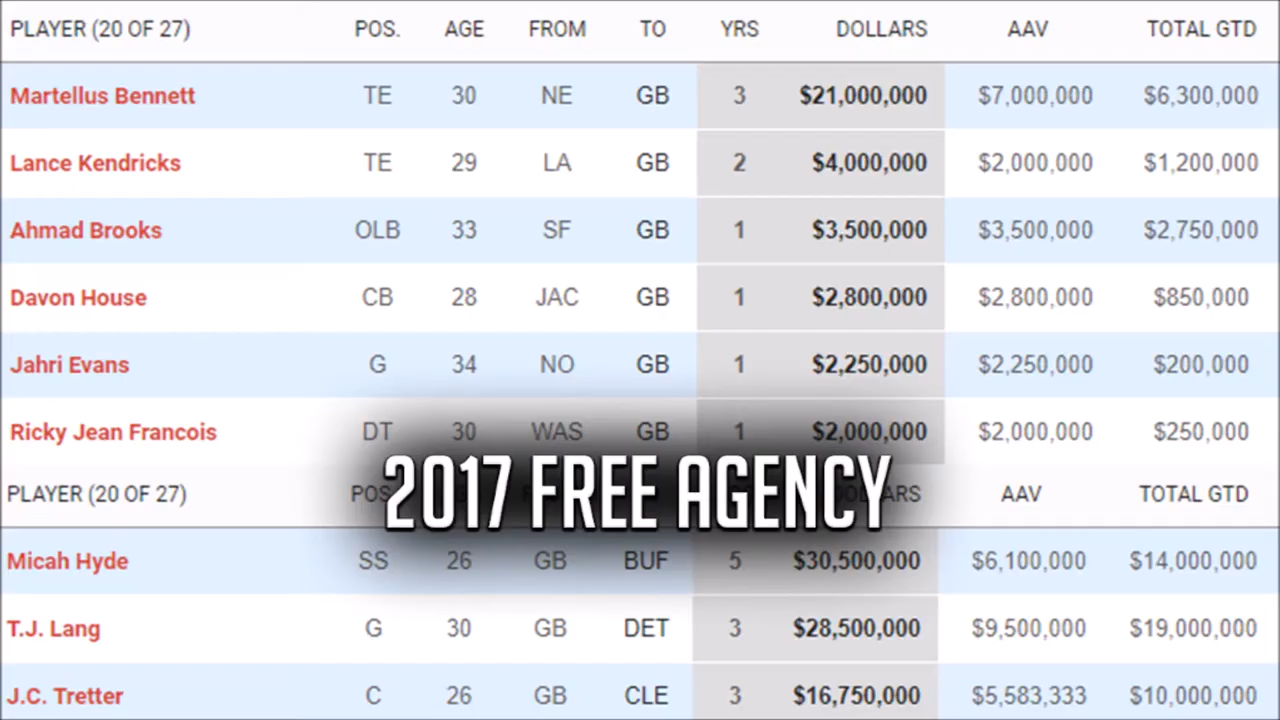 PLAYER (20 OF 27) POS. AGE FROM TO YRS DOLLARS AAV TOTAL GTD
Martellus Bennett TE 30 NE GB 3 $21,000,000 $7,000,000 $6,300,000
Lance Kendricks TE 29 LA GB 2 $4,000,000 $2,000,000 $1,200,000
Ahmad Brooks OLB 33 SF GB 1 $3,500,000 $3,500,000 $2,750,000
Davon House CB 28 JAC GB 1 $2,800,000 $2,800,000 $850,000
Jahri Evans G 34 NO GB 1 $2,250,000 $2,250,000 $200,000
Ricky Jean Francois DT 30 WAS GB 1 $2,000,000 $2,000,000 $250,000
2017 FREE AGENCY
PLAYER (20 OF 27) AAV TOTAL GTD
Micah Hyde SS 26 GB BUF 5 $30,500,000 $6,100,000 $14,000,000
T.J. Lang G 30 GB DET 3 $28,500,000 $9,500,000 $19,000,000
J.C. Tretter C 26 GB CLE 3 $16,750,000 $5,583,333 $10,000,000